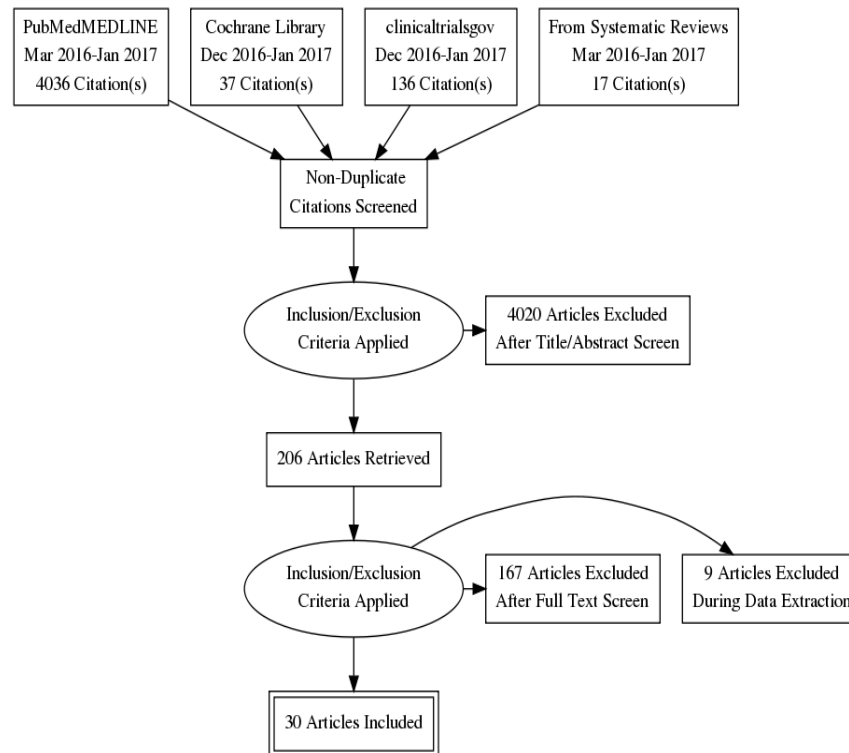 PubMedMEDLINE
Mar 2016-Jan 2017
4036 Citation(s)
Cochrane Library
Dec 2016-Jan 2017
37 Citation(s)
clinicaltrialsgov
Dec 2016-Jan 2017
136 Citation(s)
From Systematic Reviews
Mar 2016-Jan 2017
17 Citation(s)
Non-Duplicate
Citations Screened
Inclusion/Exclusion
Criteria Applied
4020 Articles Excluded
After Title/Abstract Screen
206 Articles Retrieved
Inclusion/Exclusion
Criteria Applied
167 Articles Excluded
After Full Text Screen
9 Articles Excluded
During Data Extraction
30 Articles Included